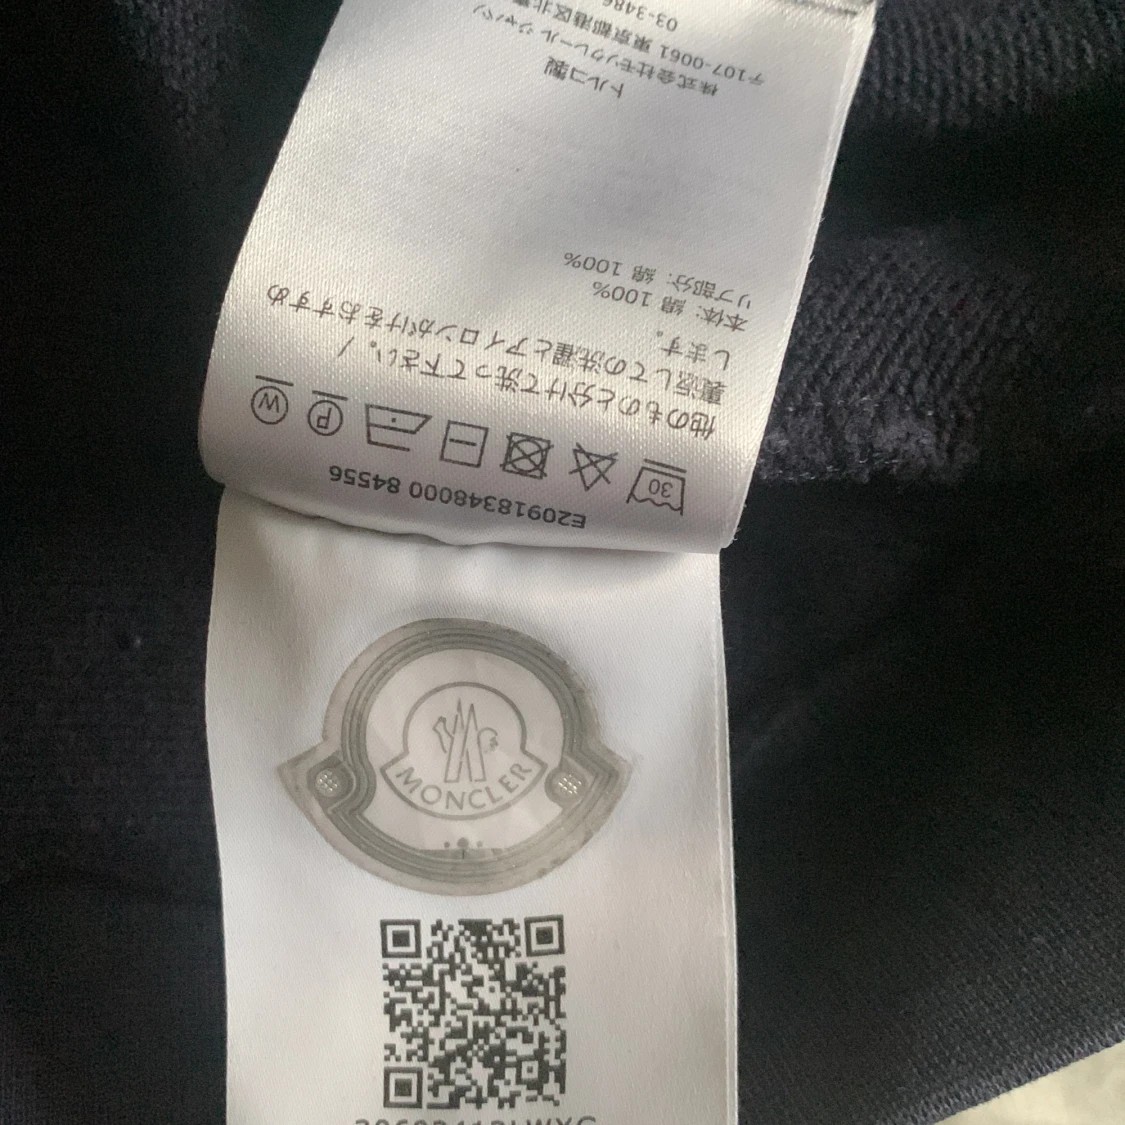 E20918348000 84556
30
P
W
他のものと分けて洗って下さい。 /
裏返しての洗濯とアイロンがけをおすすめ
します。
本体: 綿 100%
リブ部分: 綿 100%
トルコ製
株式会社モンクレール ジャパン
〒107-0061 東京都港区北
03-3486
MONCLER